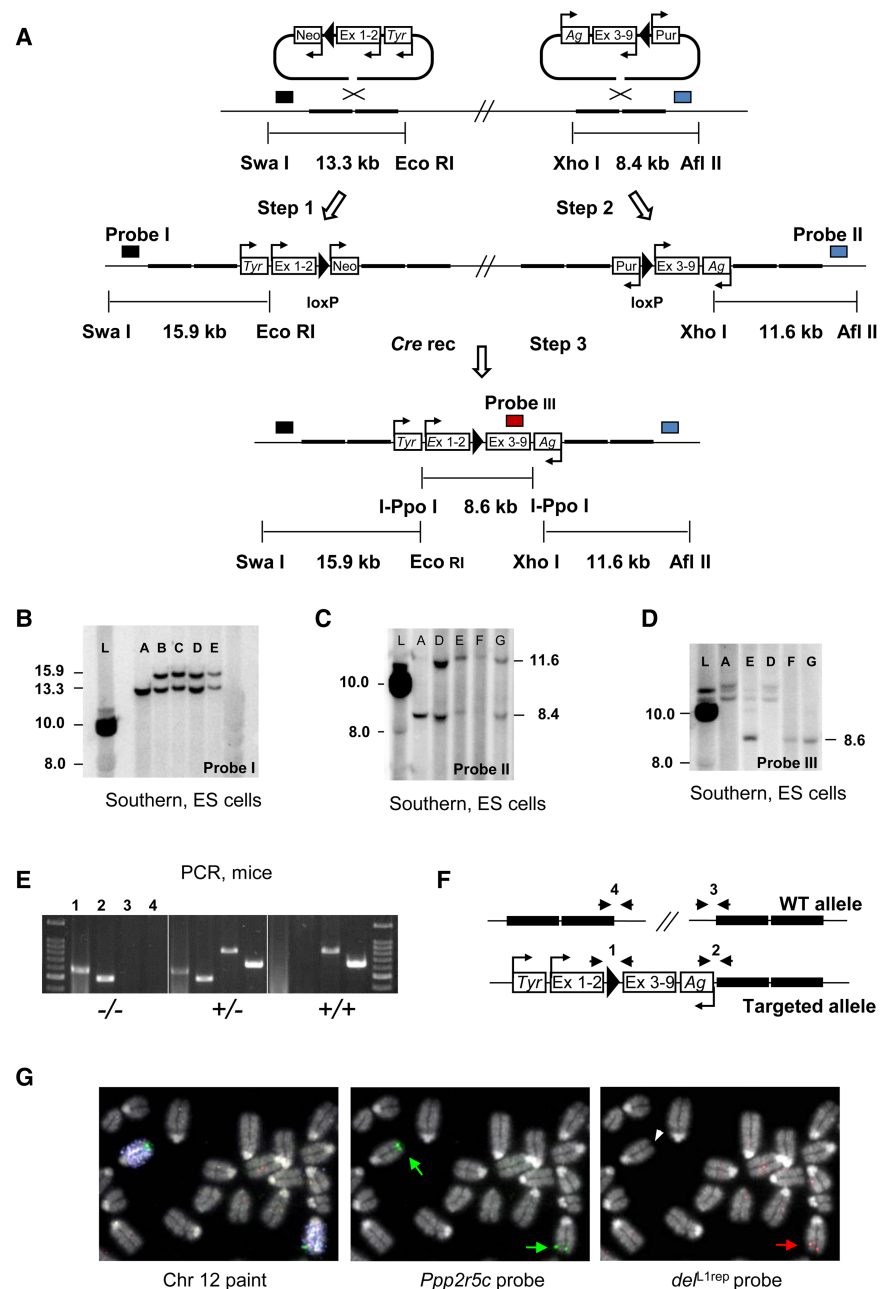 A
Neo Ex 1-2 Tyr
Ag Ex 3-9 Pur
Swa I 13.3 kb Eco RI
Xho I 8.4 kb Afl II
Step 1
Step 2
Probe I
Probe II
Tyr Ex 1-2 Neo
Pur Ex 3-9 Ag
loxP
loxP
Swa I 15.9 kb Eco RI
Xho I 11.6 kb Afl II
Cre rec Step 3
Probe III
Tyr Ex 1-2 Ex 3-9 Ag
I-Ppo I 8.6 kb I-Ppo I
Swa I 15.9 kb Eco RI
Xho I 11.6 kb Afl II
B
L A B C D E
15.9
13.3
10.0
8.0
Probe I
Southern, ES cells
C
L A D E F G
11.6
10.0
8.4
8.0
Probe II
Southern, ES cells
D
L A E D F G
10.0
8.6
8.0
Probe III
Southern, ES cells
E
PCR, mice
1 2 3 4
-/- +/- +/+
F
4 3
WT allele
1 2
Tyr Ex 1-2 Ex 3-9 Ag
Targeted allele
G
Chr 12 paint
Ppp2r5c probe
delL1rep probe